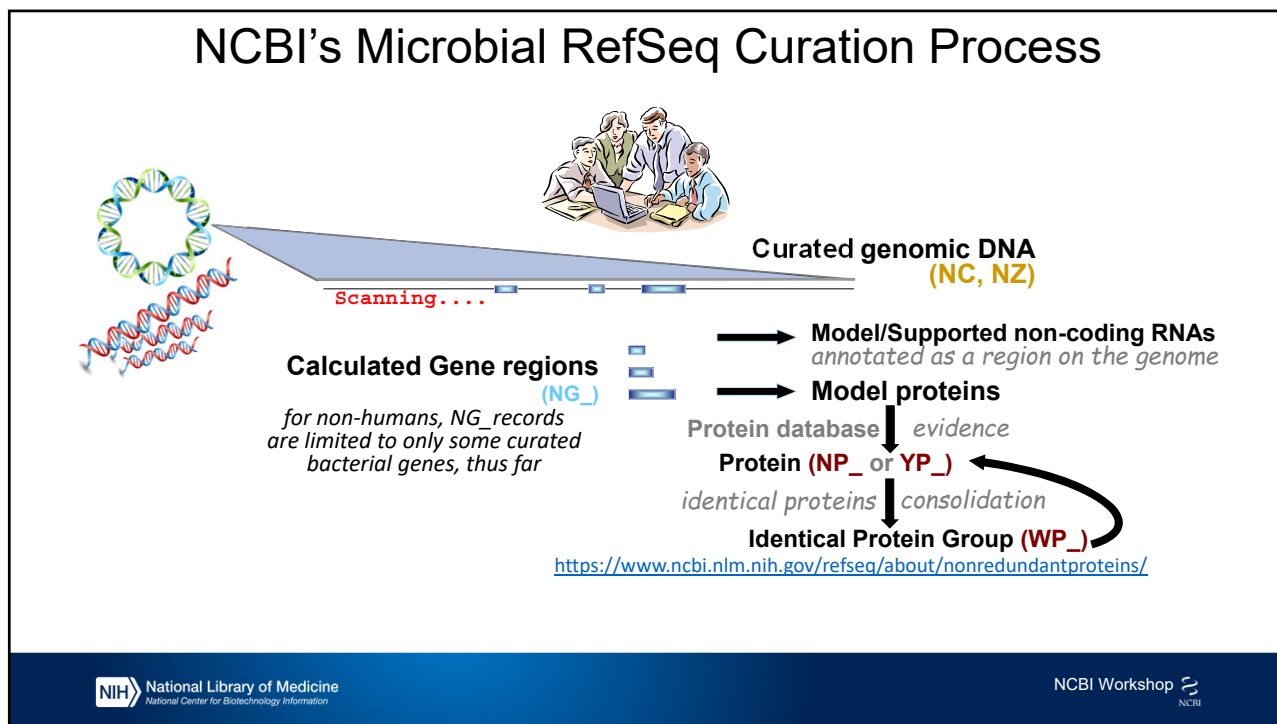 NCBI's Microbial RefSeq Curation Process
Curated genomic DNA
(NC, NZ)
Scanning....
Model/Supported non-coding RNAs
annotated as a region on the genome
Calculated Gene regions
(NG_)
Model proteins
for non-humans, NG_records
are limited to only some curated
bacterial genes, thus far
Protein database evidence
Protein (NP_ or YP_)
identical proteins consolidation
Identical Protein Group (WP_)
https://www.ncbi.nlm.nih.gov/refseq/about/nonredundantproteins/
NIH National Library of Medicine
National Center for Biotechnology Information
NCBI Workshop
NCBI